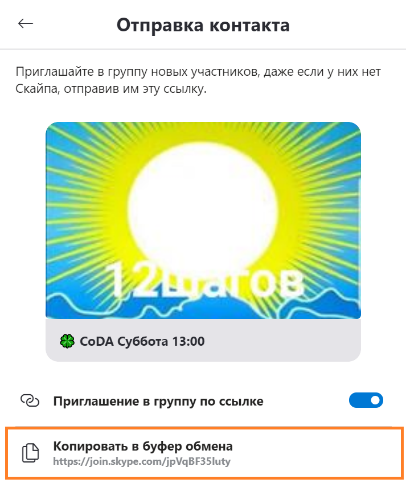 Отправка контакта
Приглашайте в группу новых участников, даже если у них нет
Скайпа, отправив им эту ссылку.
12шагов
CoDA Суббота 13:00
Приглашение в группу по ссылке
Копировать в буфер обмена
https://join.skype.com/jpVqBF35luty